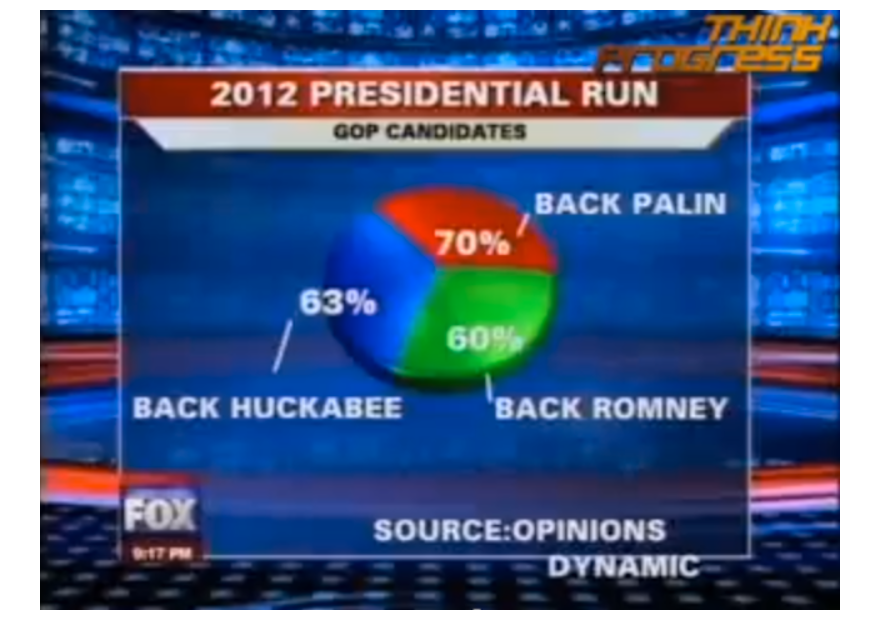 THINK
PROGRESS
2012 PRESIDENTIAL RUN
GOP CANDIDATES
BACK PALIN
70%
63%
60%
BACK HUCKABEE
BACK ROMNEY
FOX
9:17 PM
SOURCE:OPINIONS
DYNAMIC